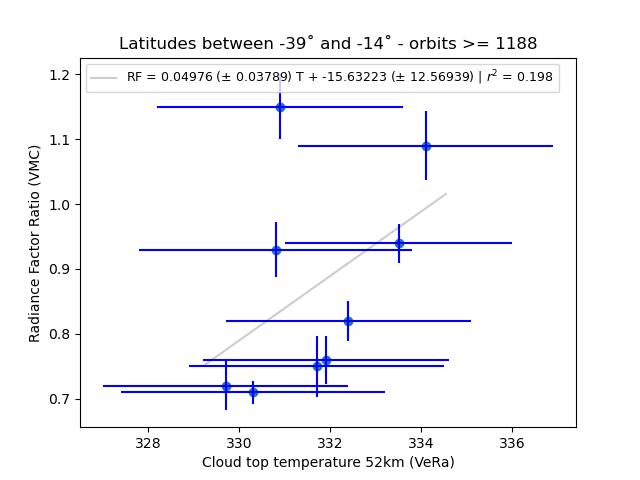 Latitudes between -39˚ and -14˚ - orbits >= 1188
RF = 0.04976 (± 0.03789) T + -15.63223 (± 12.56939) | r² = 0.198
1.2
1.1
1.0
0.9
0.8
0.7
Radiance Factor Ratio (VMC)
328 330 332 334 336
Cloud top temperature 52km (VeRa)